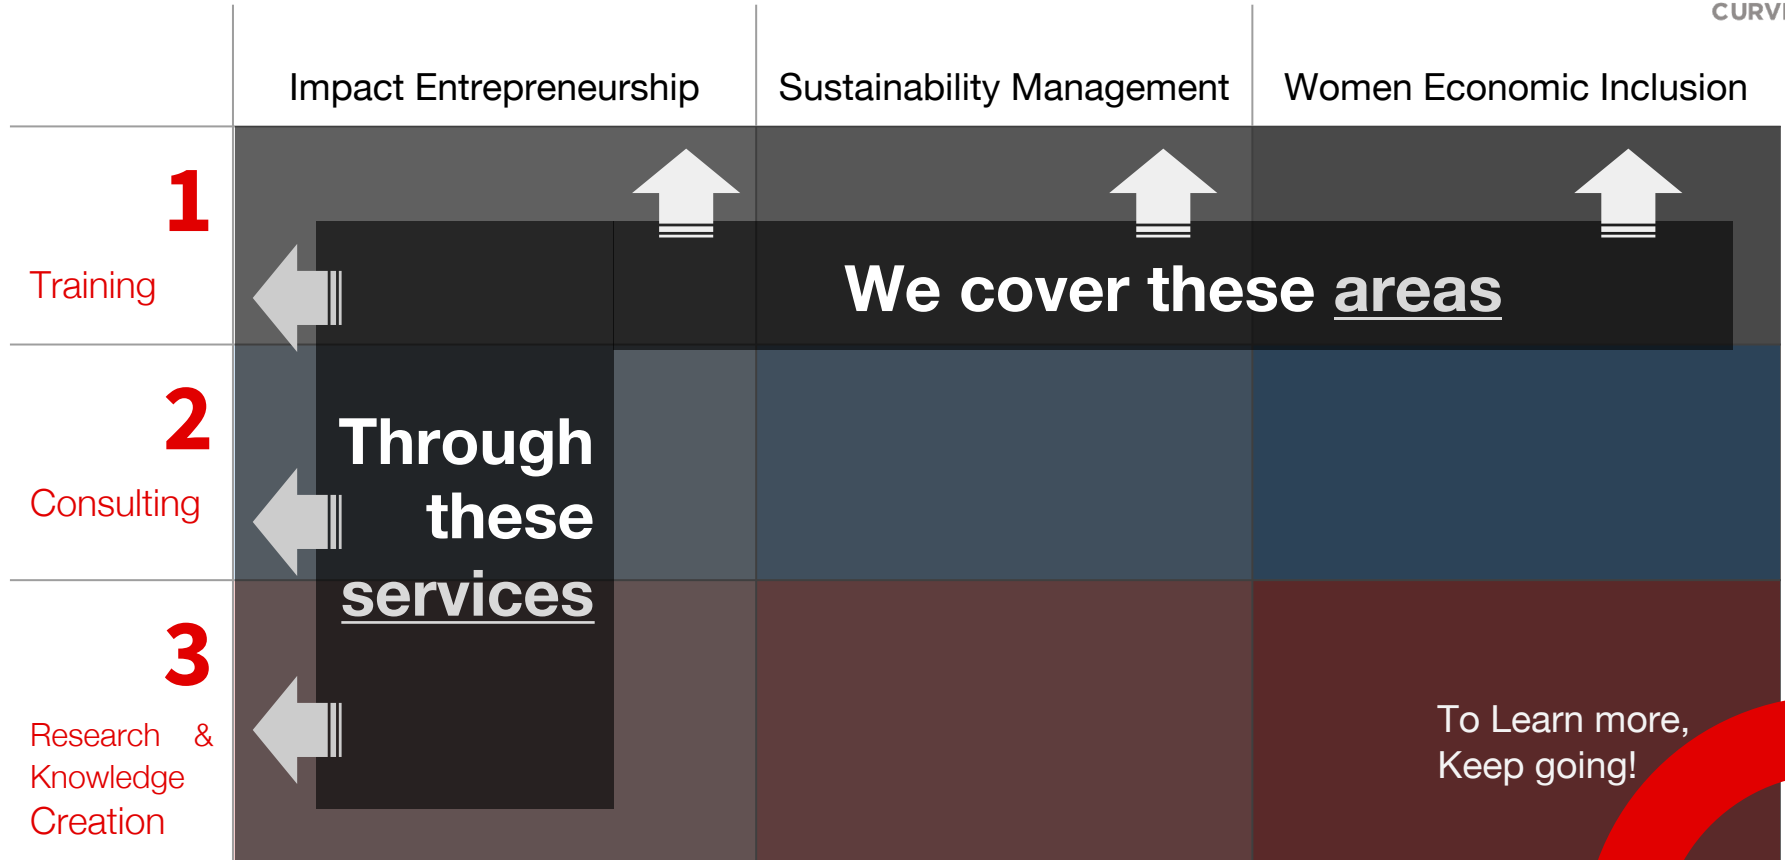 Impact Entrepreneurship
Sustainability Management
Women Economic Inclusion
1
Training
We cover these areas
2
Consulting
Through
these
services
3
Research &
Knowledge
Creation
To Learn more,
Keep going!